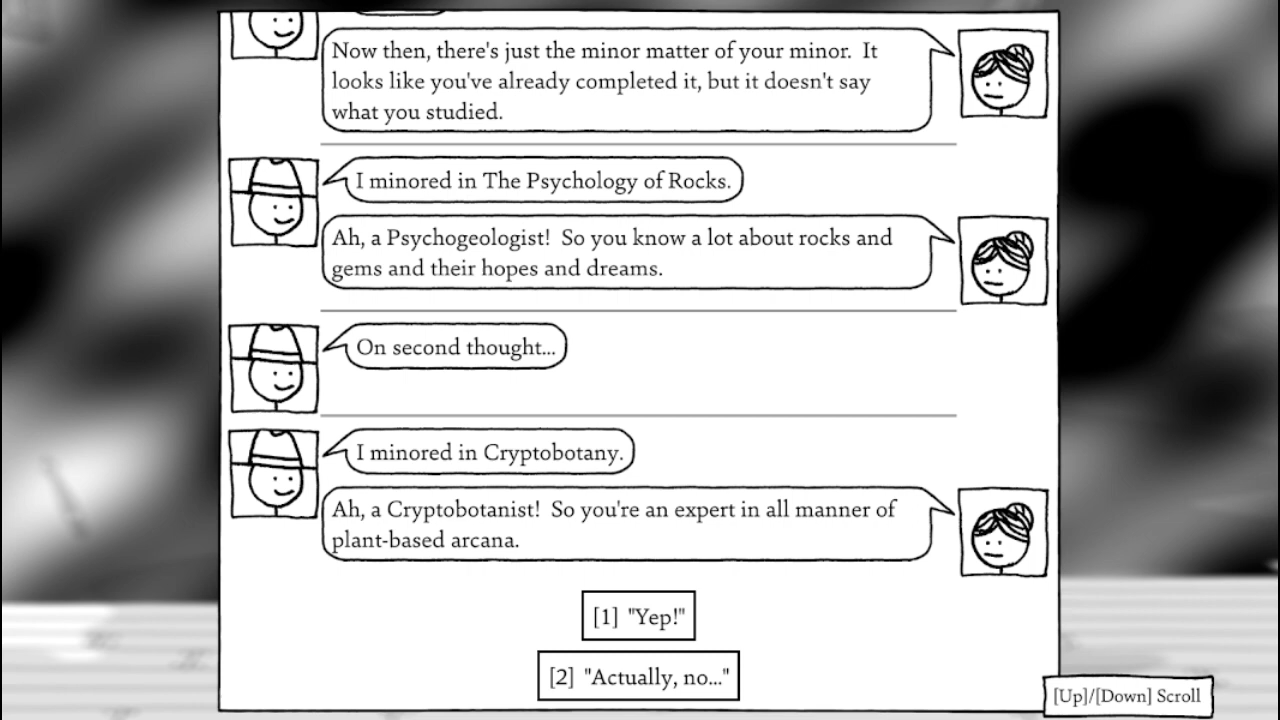 Now then, there's just the minor matter of your minor.  It
looks like you've already completed it, but it doesn't say
what you studied.
I minored in The Psychology of Rocks.
Ah, a Psychogeologist!  So you know a lot about rocks and
gems and their hopes and dreams.
On second thought...
I minored in Cryptobotany.
Ah, a Cryptobotanist!  So you're an expert in all manner of
plant-based arcana.
[1] "Yep!"
[2] "Actually, no..."
[Up]/[Down] Scroll